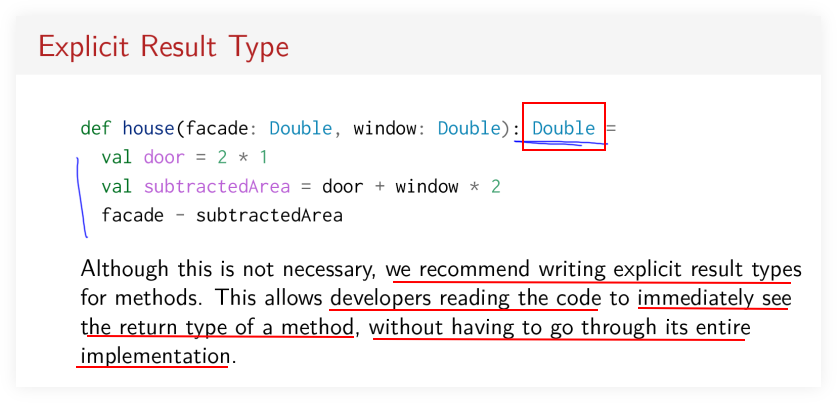 Explicit Result Type
def house(facade: Double, window: Double): Double =
  val door = 2 * 1
  val subtractedArea = door + window * 2
  facade - subtractedArea
Although this is not necessary, we recommend writing explicit result types
for methods. This allows developers reading the code to immediately see
the return type of a method, without having to go through its entire
implementation.